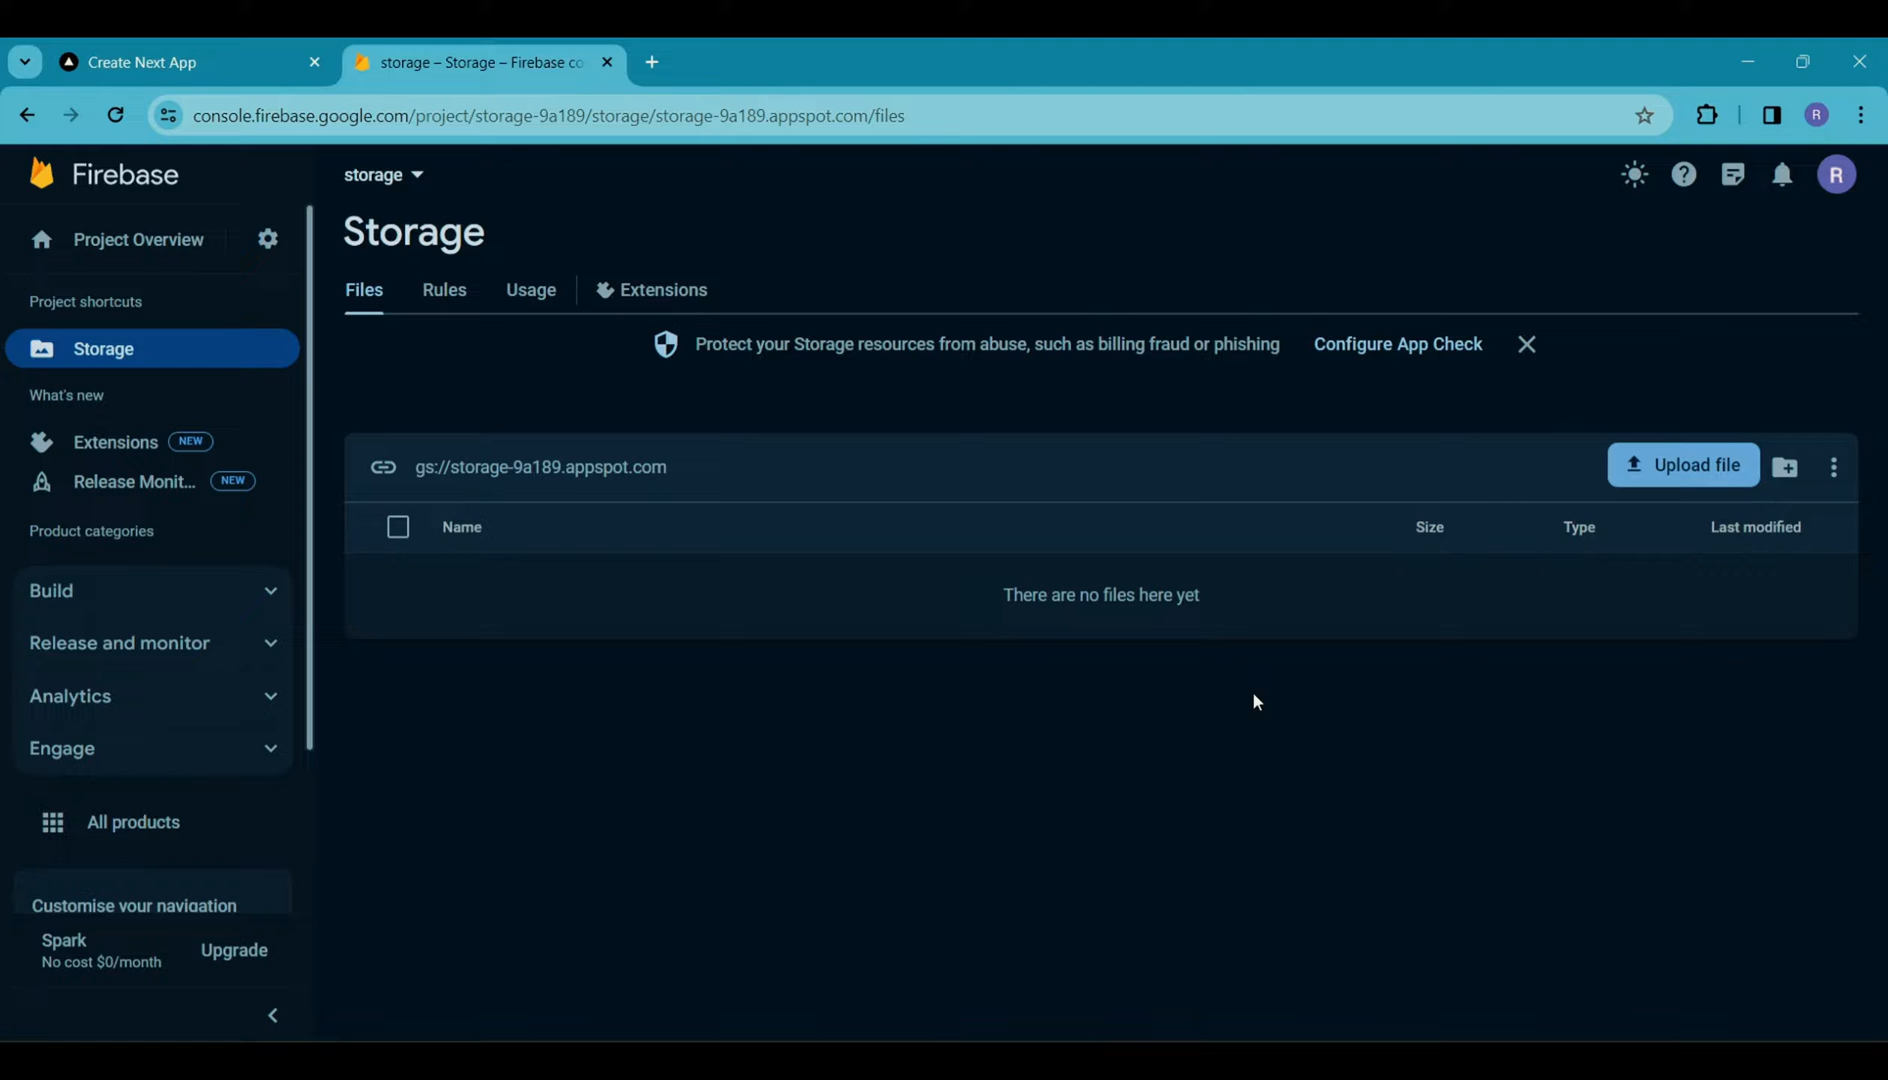 Create Next App
storage – Storage – Firebase co
console.firebase.google.com/project/storage-9a189/storage/storage-9a189.appspot.com/files
R
Firebase
storage
R
Project Overview
Storage
Project shortcuts
Files
Rules
Usage
Extensions
Storage
Protect your Storage resources from abuse, such as billing fraud or phishing
Configure App Check
What's new
Extensions NEW
Release Monit... NEW
gs://storage-9a189.appspot.com
Upload file
Product categories
Name
Size
Type
Last modified
Build
There are no files here yet
Release and monitor
Analytics
Engage
All products
Customise your navigation
Spark
No cost $0/month
Upgrade